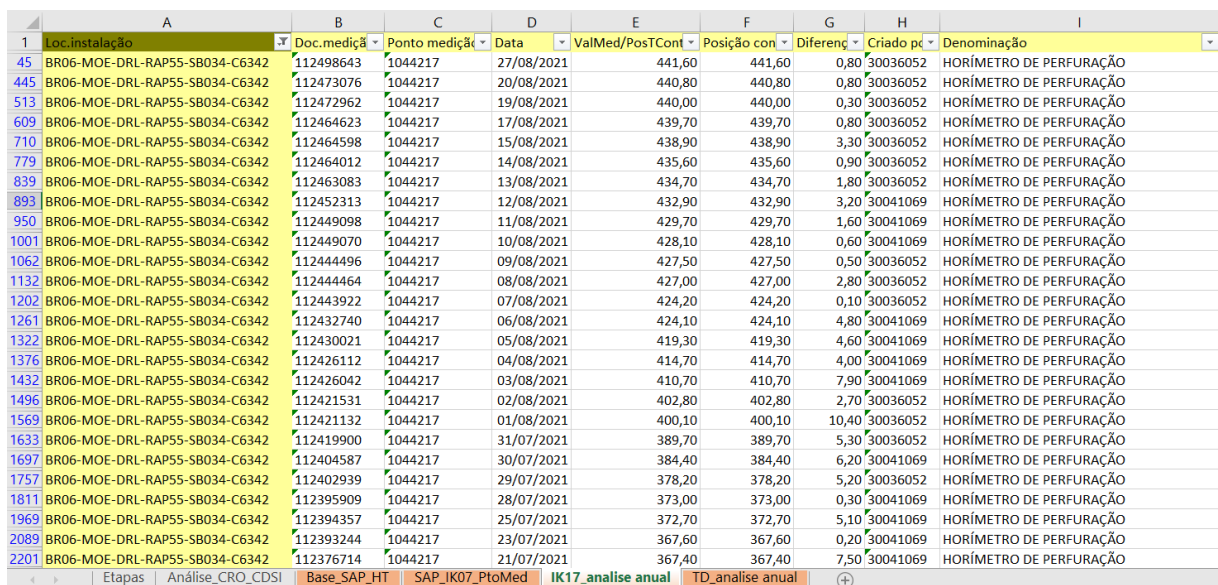 A B C D E F G H I
1 Loc.instalação Doc.mediçã Ponto mediçã Data ValMed/PosTCont Posição con Diferenç Criado po Denominação
45 BR06-MOE-DRL-RAP55-SB034-C6342 112498643 1044217 27/08/2021 441,60 441,60 0,80 30036052 HORÍMETRO DE PERFURAÇÃO
445 BR06-MOE-DRL-RAP55-SB034-C6342 112473076 1044217 20/08/2021 440,80 440,80 0,80 30036052 HORÍMETRO DE PERFURAÇÃO
513 BR06-MOE-DRL-RAP55-SB034-C6342 112472962 1044217 19/08/2021 440,00 440,00 0,30 30036052 HORÍMETRO DE PERFURAÇÃO
609 BR06-MOE-DRL-RAP55-SB034-C6342 112464623 1044217 17/08/2021 439,70 439,70 0,80 30036052 HORÍMETRO DE PERFURAÇÃO
710 BR06-MOE-DRL-RAP55-SB034-C6342 112464598 1044217 15/08/2021 438,90 438,90 3,30 30036052 HORÍMETRO DE PERFURAÇÃO
779 BR06-MOE-DRL-RAP55-SB034-C6342 112464012 1044217 14/08/2021 435,60 435,60 0,90 30036052 HORÍMETRO DE PERFURAÇÃO
839 BR06-MOE-DRL-RAP55-SB034-C6342 112463083 1044217 13/08/2021 434,70 434,70 1,80 30036052 HORÍMETRO DE PERFURAÇÃO
893 BR06-MOE-DRL-RAP55-SB034-C6342 112452313 1044217 12/08/2021 432,90 432,90 3,20 30041069 HORÍMETRO DE PERFURAÇÃO
950 BR06-MOE-DRL-RAP55-SB034-C6342 112449098 1044217 11/08/2021 429,70 429,70 1,60 30041069 HORÍMETRO DE PERFURAÇÃO
1001 BR06-MOE-DRL-RAP55-SB034-C6342 112449070 1044217 10/08/2021 428,10 428,10 0,60 30041069 HORÍMETRO DE PERFURAÇÃO
1062 BR06-MOE-DRL-RAP55-SB034-C6342 112444496 1044217 09/08/2021 427,50 427,50 0,50 30036052 HORÍMETRO DE PERFURAÇÃO
1132 BR06-MOE-DRL-RAP55-SB034-C6342 112444464 1044217 08/08/2021 427,00 427,00 2,80 30036052 HORÍMETRO DE PERFURAÇÃO
1202 BR06-MOE-DRL-RAP55-SB034-C6342 112443922 1044217 07/08/2021 424,20 424,20 0,10 30036052 HORÍMETRO DE PERFURAÇÃO
1261 BR06-MOE-DRL-RAP55-SB034-C6342 112432740 1044217 06/08/2021 424,10 424,10 4,80 30041069 HORÍMETRO DE PERFURAÇÃO
1322 BR06-MOE-DRL-RAP55-SB034-C6342 112430021 1044217 05/08/2021 419,30 419,30 4,60 30041069 HORÍMETRO DE PERFURAÇÃO
1376 BR06-MOE-DRL-RAP55-SB034-C6342 112426112 1044217 04/08/2021 414,70 414,70 4,00 30041069 HORÍMETRO DE PERFURAÇÃO
1432 BR06-MOE-DRL-RAP55-SB034-C6342 112426042 1044217 03/08/2021 410,70 410,70 7,90 30041069 HORÍMETRO DE PERFURAÇÃO
1496 BR06-MOE-DRL-RAP55-SB034-C6342 112421531 1044217 02/08/2021 402,80 402,80 2,70 30036052 HORÍMETRO DE PERFURAÇÃO
1569 BR06-MOE-DRL-RAP55-SB034-C6342 112421132 1044217 01/08/2021 400,10 400,10 10,40 30036052 HORÍMETRO DE PERFURAÇÃO
1633 BR06-MOE-DRL-RAP55-SB034-C6342 112419900 1044217 31/07/2021 389,70 389,70 5,30 30036052 HORÍMETRO DE PERFURAÇÃO
1697 BR06-MOE-DRL-RAP55-SB034-C6342 112404587 1044217 30/07/2021 384,40 384,40 6,20 30041069 HORÍMETRO DE PERFURAÇÃO
1757 BR06-MOE-DRL-RAP55-SB034-C6342 112402939 1044217 29/07/2021 378,20 378,20 5,20 30036052 HORÍMETRO DE PERFURAÇÃO
1811 BR06-MOE-DRL-RAP55-SB034-C6342 112395909 1044217 28/07/2021 373,00 373,00 0,30 30041069 HORÍMETRO DE PERFURAÇÃO
1969 BR06-MOE-DRL-RAP55-SB034-C6342 112394357 1044217 25/07/2021 372,70 372,70 5,10 30041069 HORÍMETRO DE PERFURAÇÃO
2089 BR06-MOE-DRL-RAP55-SB034-C6342 112393244 1044217 23/07/2021 367,60 367,60 0,20 30041069 HORÍMETRO DE PERFURAÇÃO
2201 BR06-MOE-DRL-RAP55-SB034-C6342 112376714 1044217 21/07/2021 367,40 367,40 7,50 30041069 HORÍMETRO DE PERFURAÇÃO
Etapas Análise_CRO_CDSI Base_SAP_HT SAP_IK07_PtoMed IK17_analise anual TD_analise anual